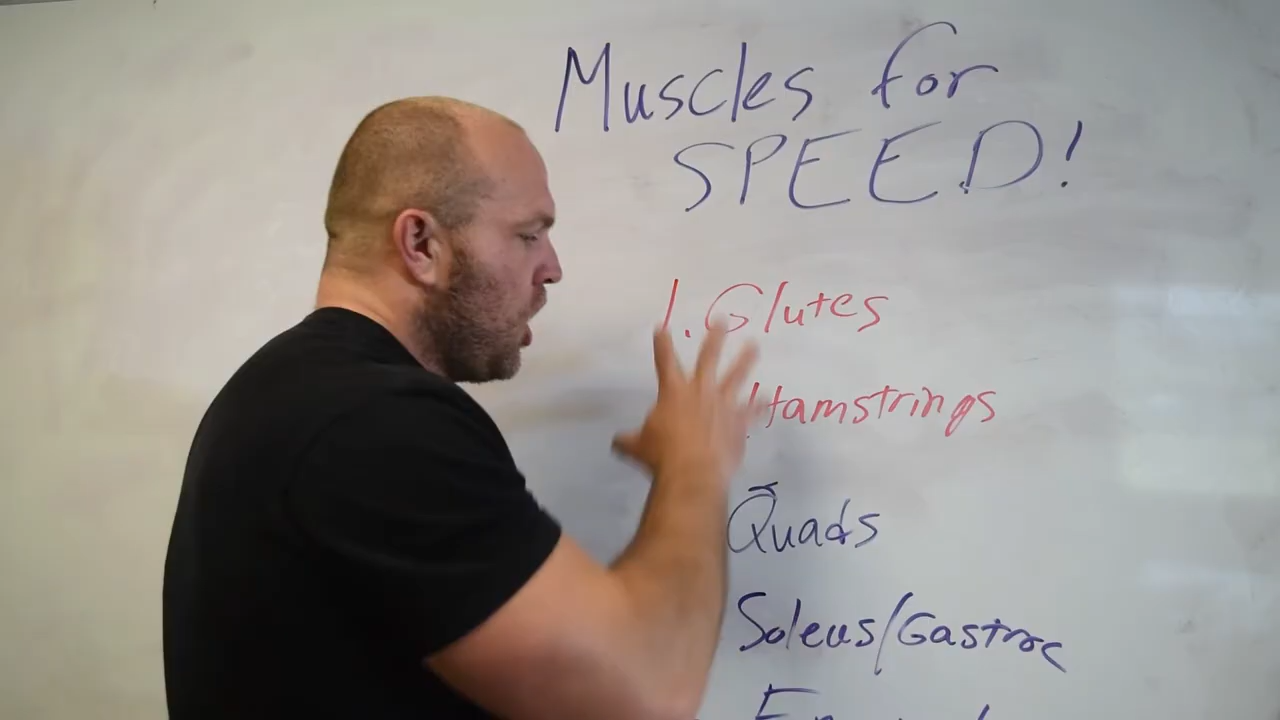 Muscles for
SPEED!
1. Glutes
Hamstrings
Quads
Soleus/Gastroc